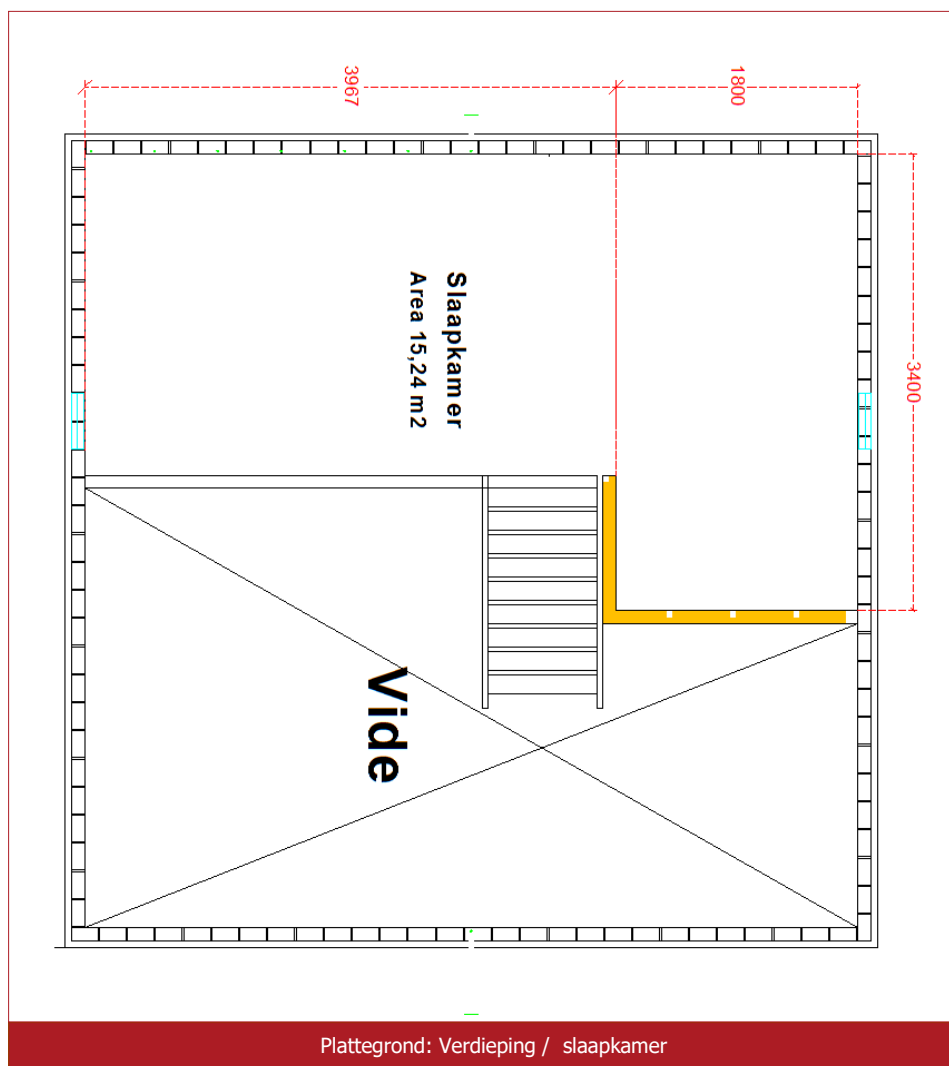 3967
1800
3400
Slaapkamer
Area 15,24 m2
Vide
Plattegrond: Verdieping / slaapkamer